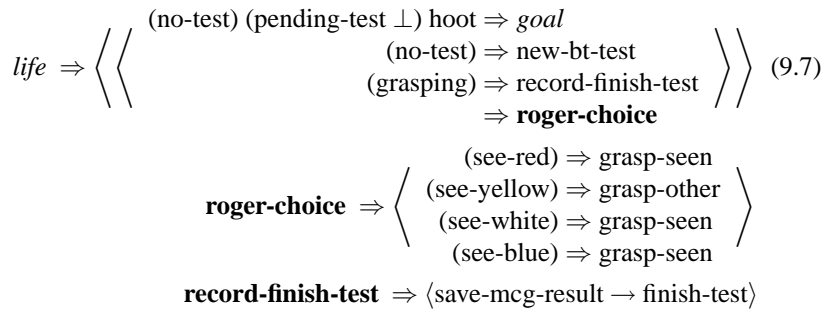 (no-test) (pending-test ⊥) hoot ⇒ goal
(no-test) ⇒ new-bt-test
life ⇒ ⟨⟨ (grasping) ⇒ record-finish-test ⟩⟩ (9.7)
⇒ roger-choice
(see-red) ⇒ grasp-seen
(see-yellow) ⇒ grasp-other
roger-choice ⇒ ⟨ (see-white) ⇒ grasp-seen ⟩
(see-blue) ⇒ grasp-seen
record-finish-test ⇒ ⟨save-mcg-result → finish-test⟩